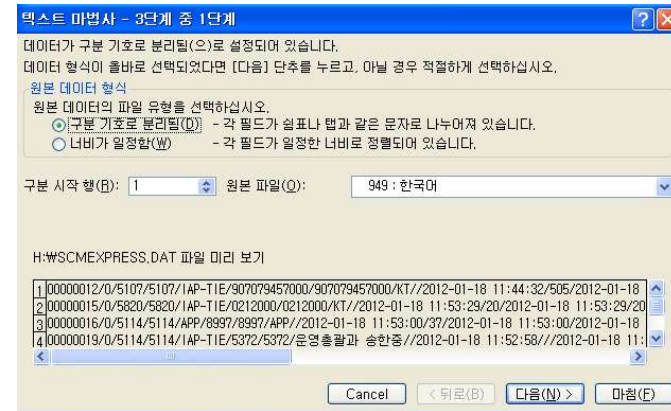 텍스트 마법사 - 3단계 중 1단계
데이터가 구분 기호로 분리됨(으)로 설정되어 있습니다.
데이터 형식이 올바로 선택되었다면 [다음] 단추를 누르고, 아닐 경우 적절하게 선택하십시오.
원본 데이터 형식
원본 데이터의 파일 유형을 선택하십시오.
구분 기호로 분리됨(D) - 각 필드가 쉼표나 탭과 같은 문자로 나누어져 있습니다.
너비가 일정함(W) - 각 필드가 일정한 너비로 정렬되어 있습니다.
구분 시작 행(R): 1 원본 파일(O): 949 : 한국어
H:₩SCMEXPRESS.DAT 파일 미리 보기
1 00000012/0/5107/5107/IAP-TIE/907079457000/907079457000/KT//2012-01-18 11:44:32/505/2012-01-18
2 00000015/0/5820/5820/IAP-TIE/0212000/0212000/KT//2012-01-18 11:53:29/20/2012-01-18 11:53:29/20
3 00000016/0/5114/5114/APP/8997/8997/APP//2012-01-18 11:53:00/37/2012-01-18 11:53:00/2012-01-18
4 00000019/0/5114/5114/IAP-TIE/5372/5372/운영총괄과 송한중//2012-01-18 11:52:58///2012-01-18 11:
Cancel < 뒤로(B) 다음(N) > 마침(F)